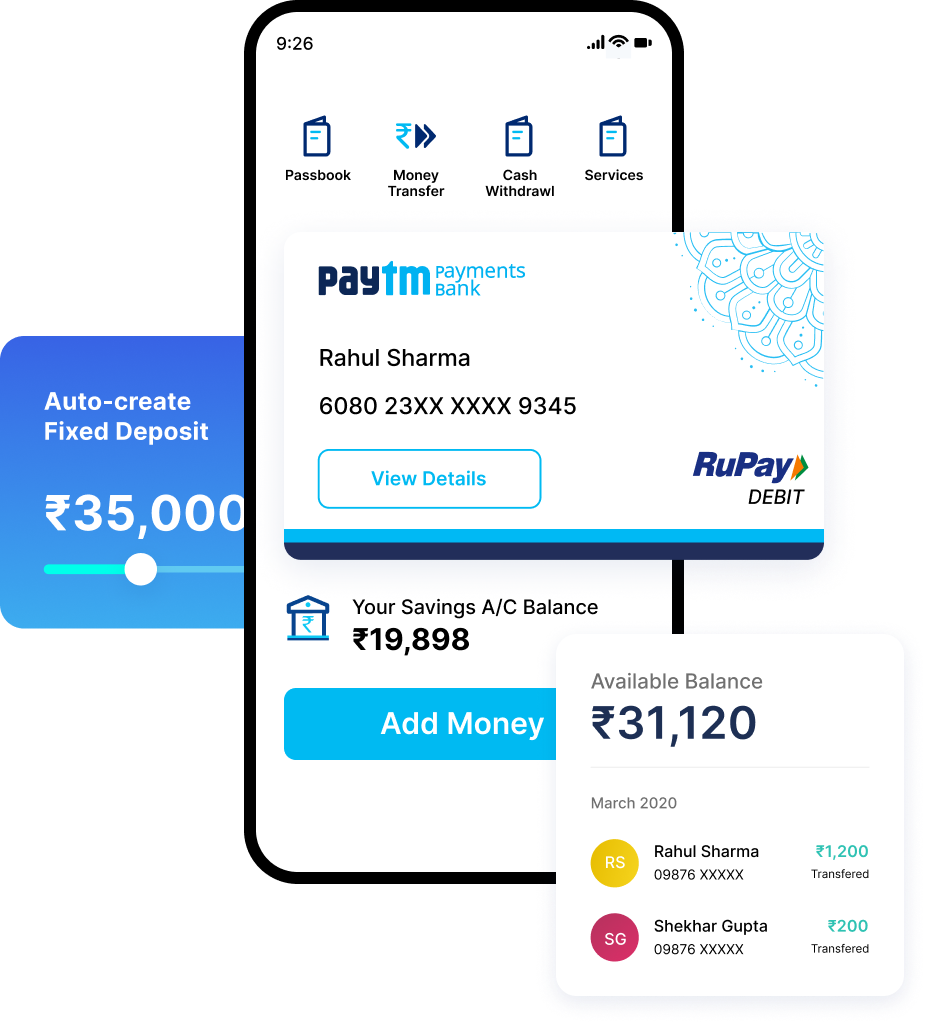 9:26
Passbook
Money
Transfer
Cash
Withdrawl
Services
paytm Payments
Bank
Rahul Sharma
6080 23XX XXXX 9345
View Details
RuPay
DEBIT
Auto-create
Fixed Deposit
₹35,000
Your Savings A/C Balance
₹19,898
Add Money
Available Balance
₹31,120
March 2020
RS
Rahul Sharma
₹1,200
09876 XXXXX
Transfered
SG
Shekhar Gupta
₹200
09876 XXXXX
Transfered